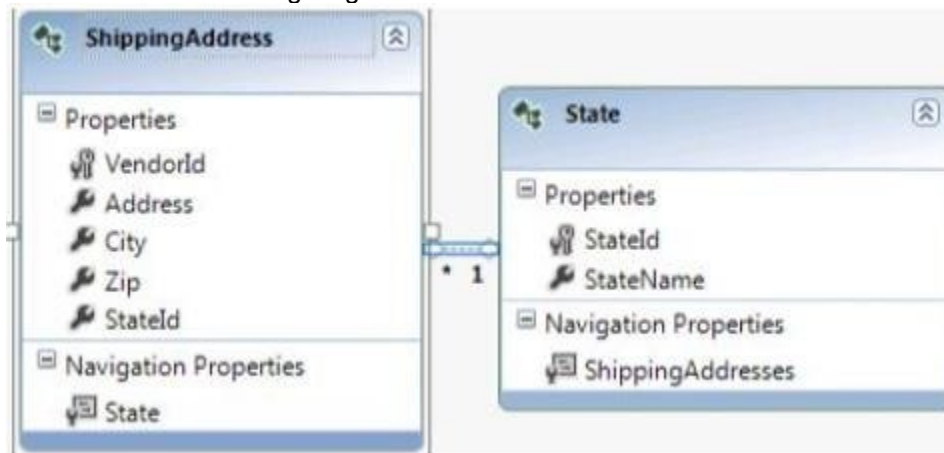 ShippingAddress
Properties
VendorId
Address
City
Zip
StateId
Navigation Properties
State
* 1
State
Properties
StateId
StateName
Navigation Properties
ShippingAddresses